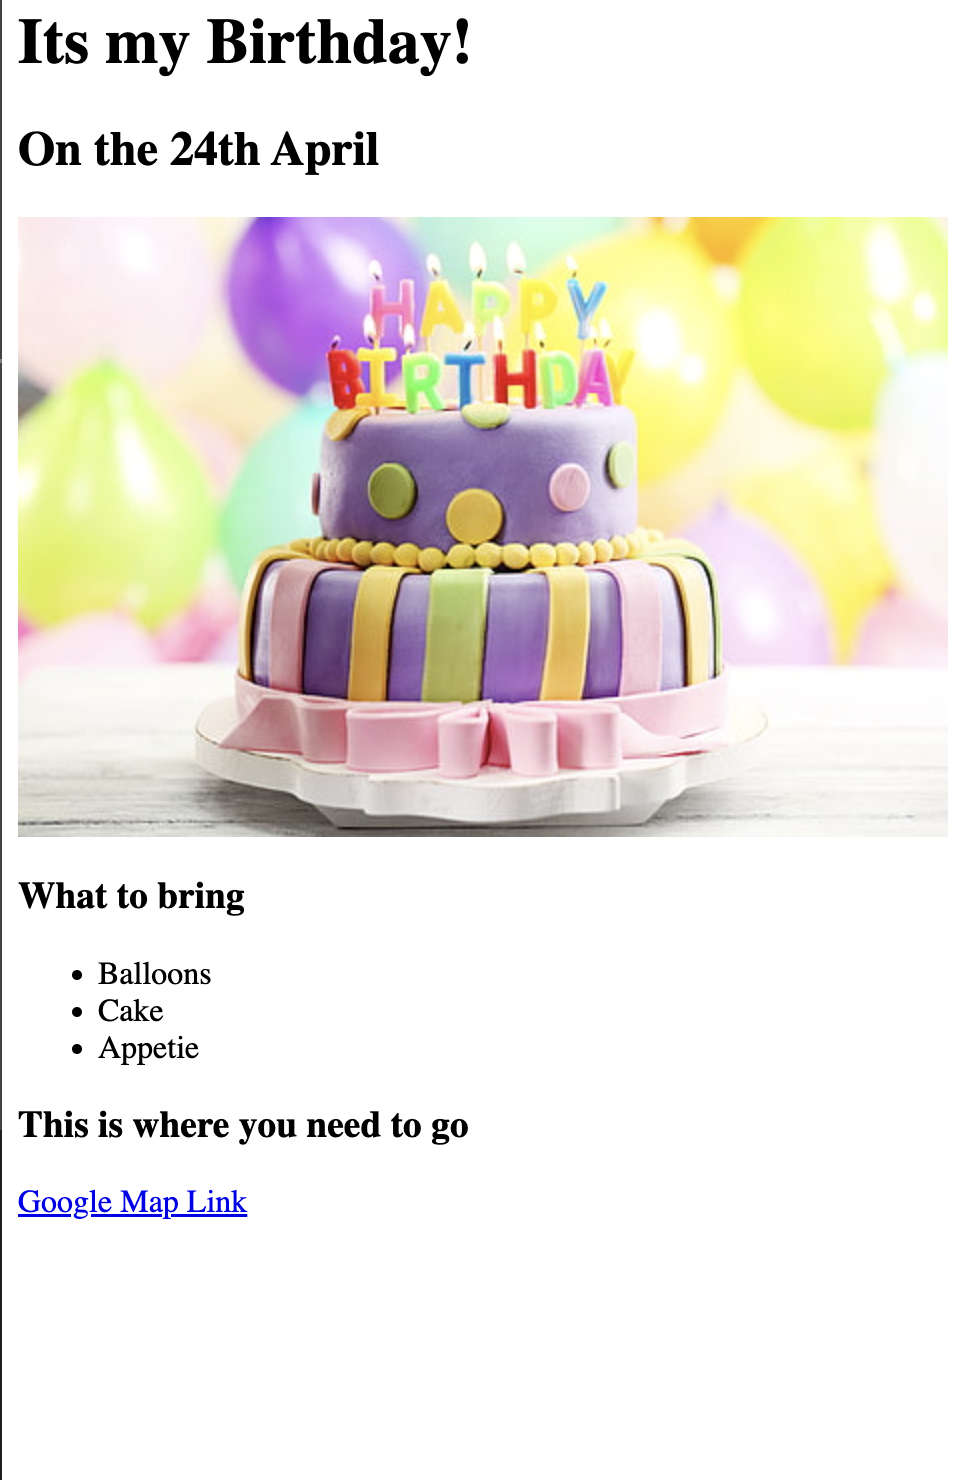 Its my Birthday!
On the 24th April
HAPPY
BIRTHDAY
What to bring
Balloons
Cake
Appetie
This is where you need to go
Google Map Link